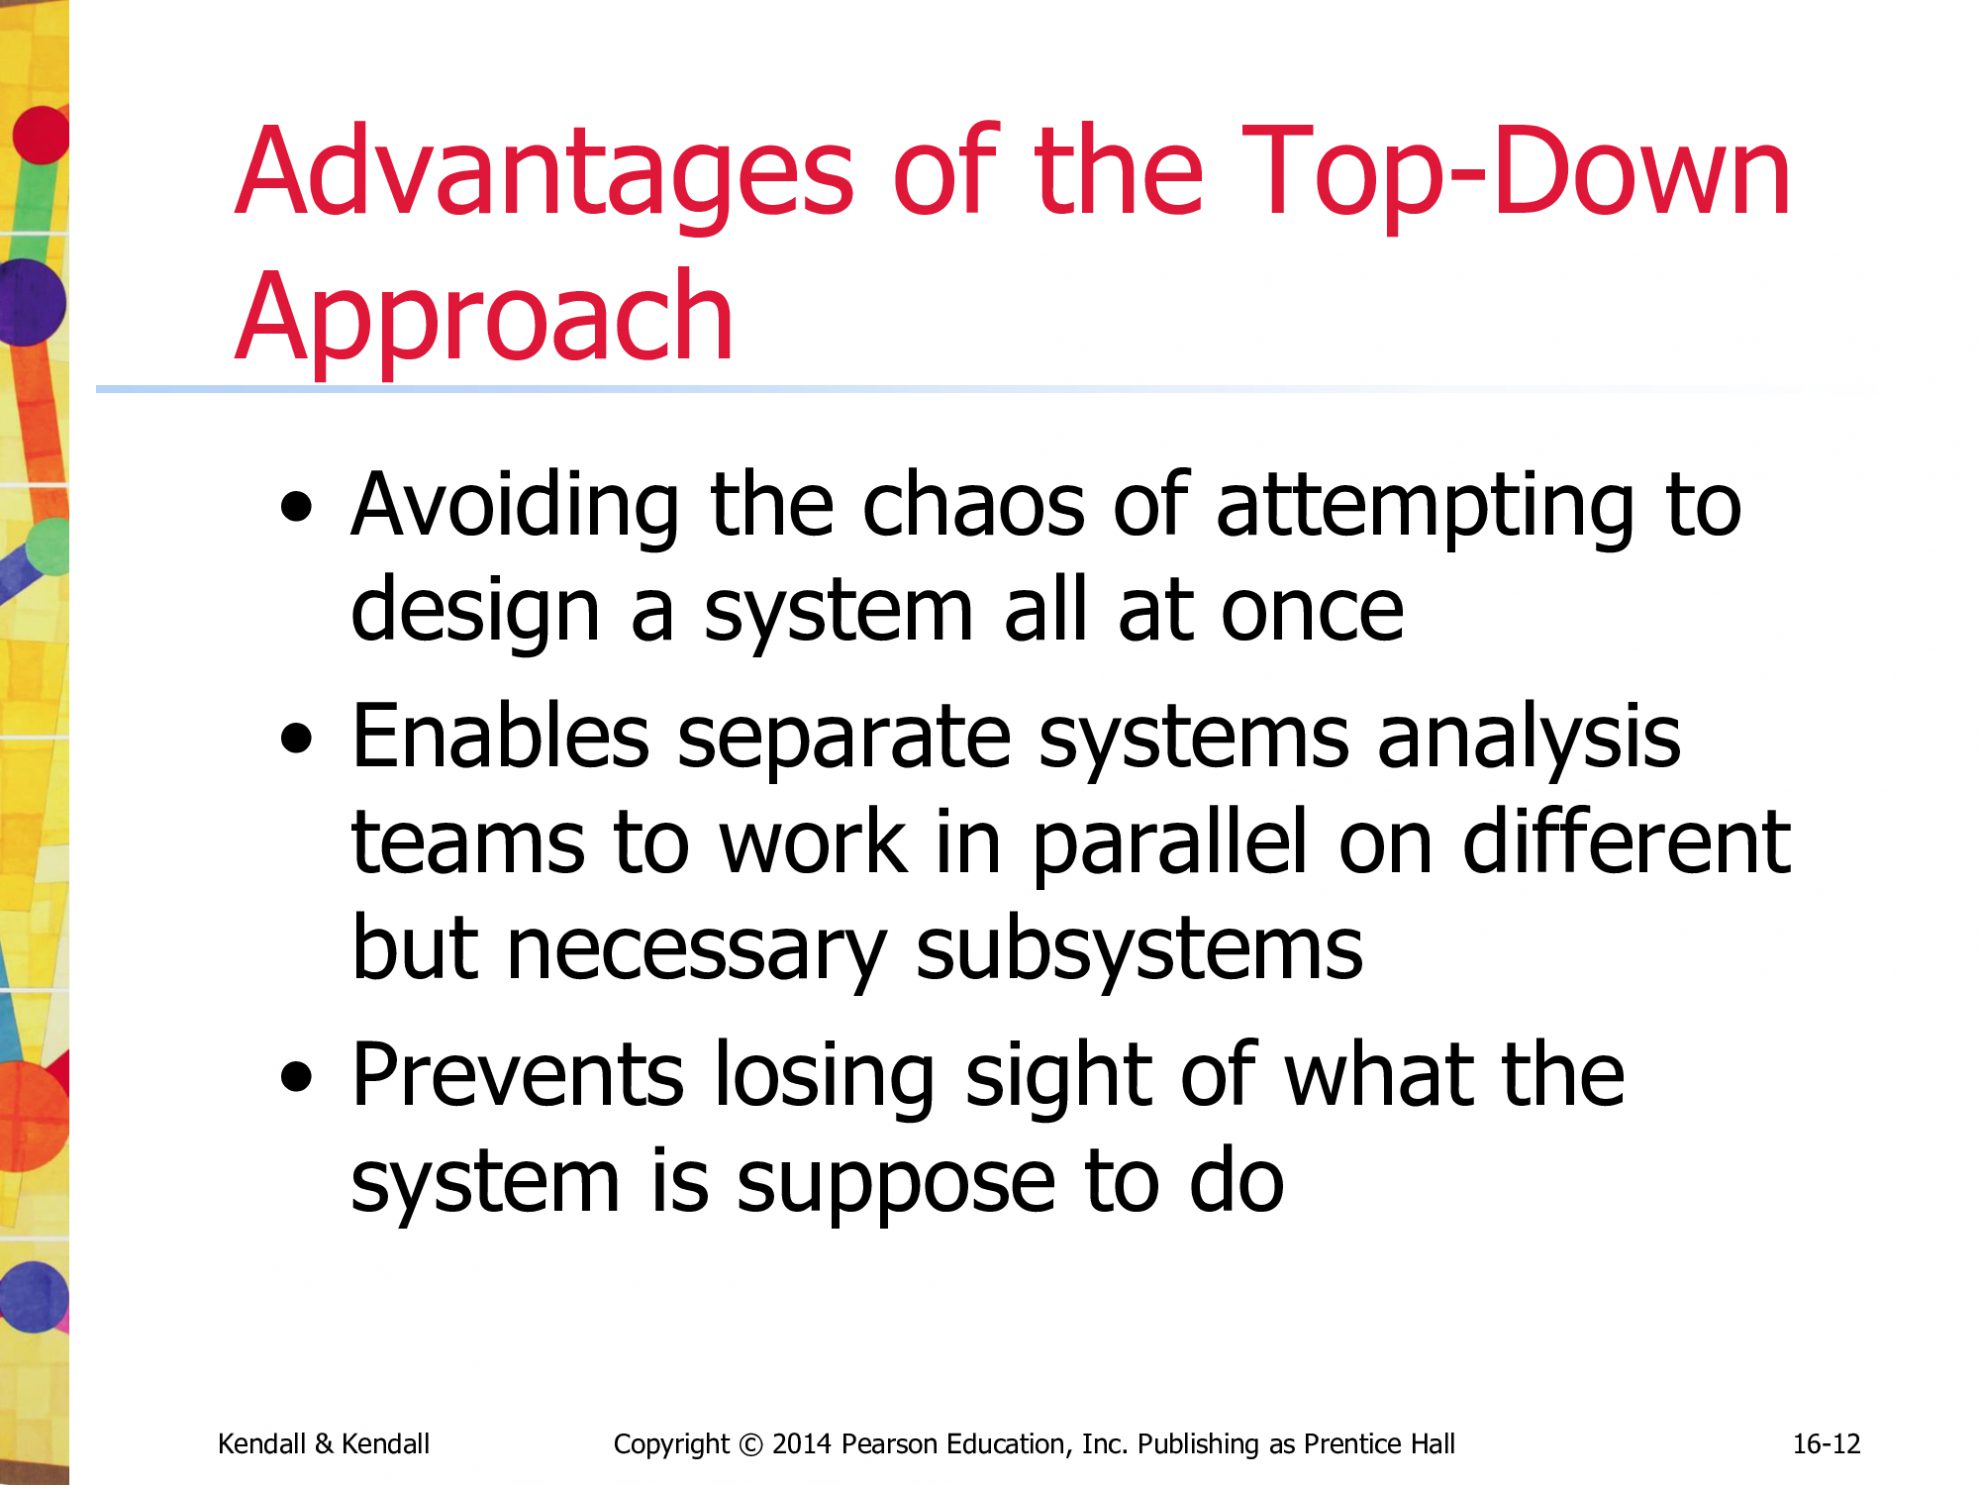 Advantages of the Top-Down
Approach
• Avoiding the chaos of attempting to
design a system all at once
• Enables separate systems analysis
teams to work in parallel on different
but necessary subsystems
• Prevents losing sight of what the
system is suppose to do
Kendall & Kendall
Copyright © 2014 Pearson Education, Inc. Publishing as Prentice Hall
16-12